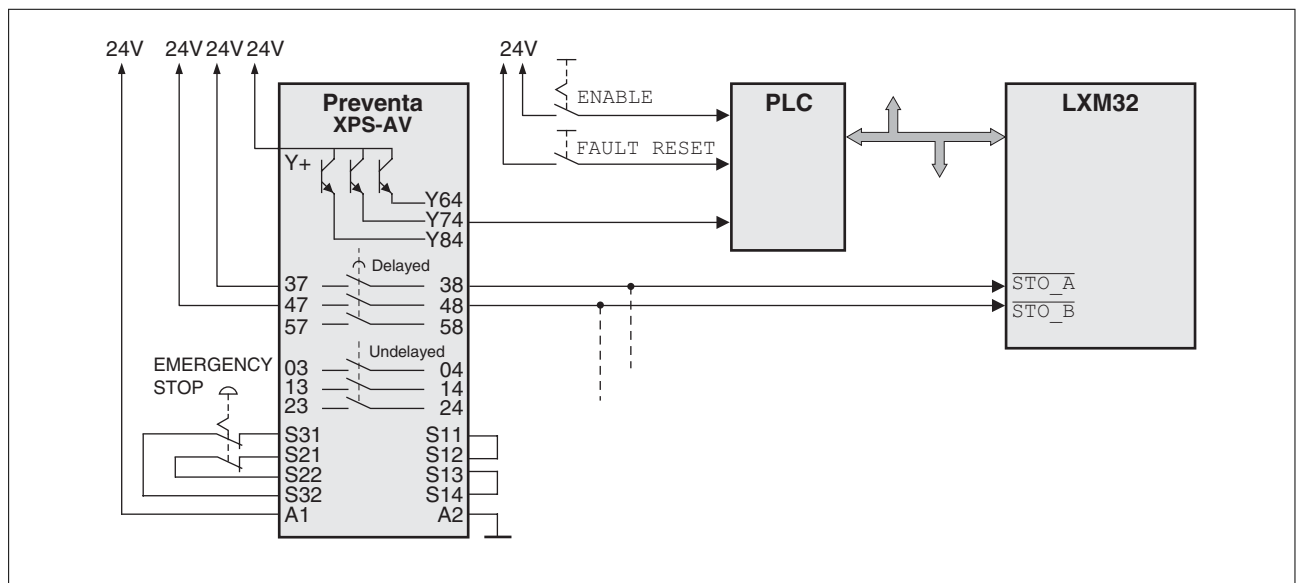 24V 24V 24V 24V 24V
Preventa
XPS-AV
PLC
LXM32
ENABLE
FAULT RESET
Y+
Y64
Y74
Y84
Delayed
37 38
47 48
57 58
STO_A
STO_B
Undelayed
EMERGENCY
STOP
03 04
13 14
23 24
S31 S11
S21 S12
S22 S13
S32 S14
A1 A2